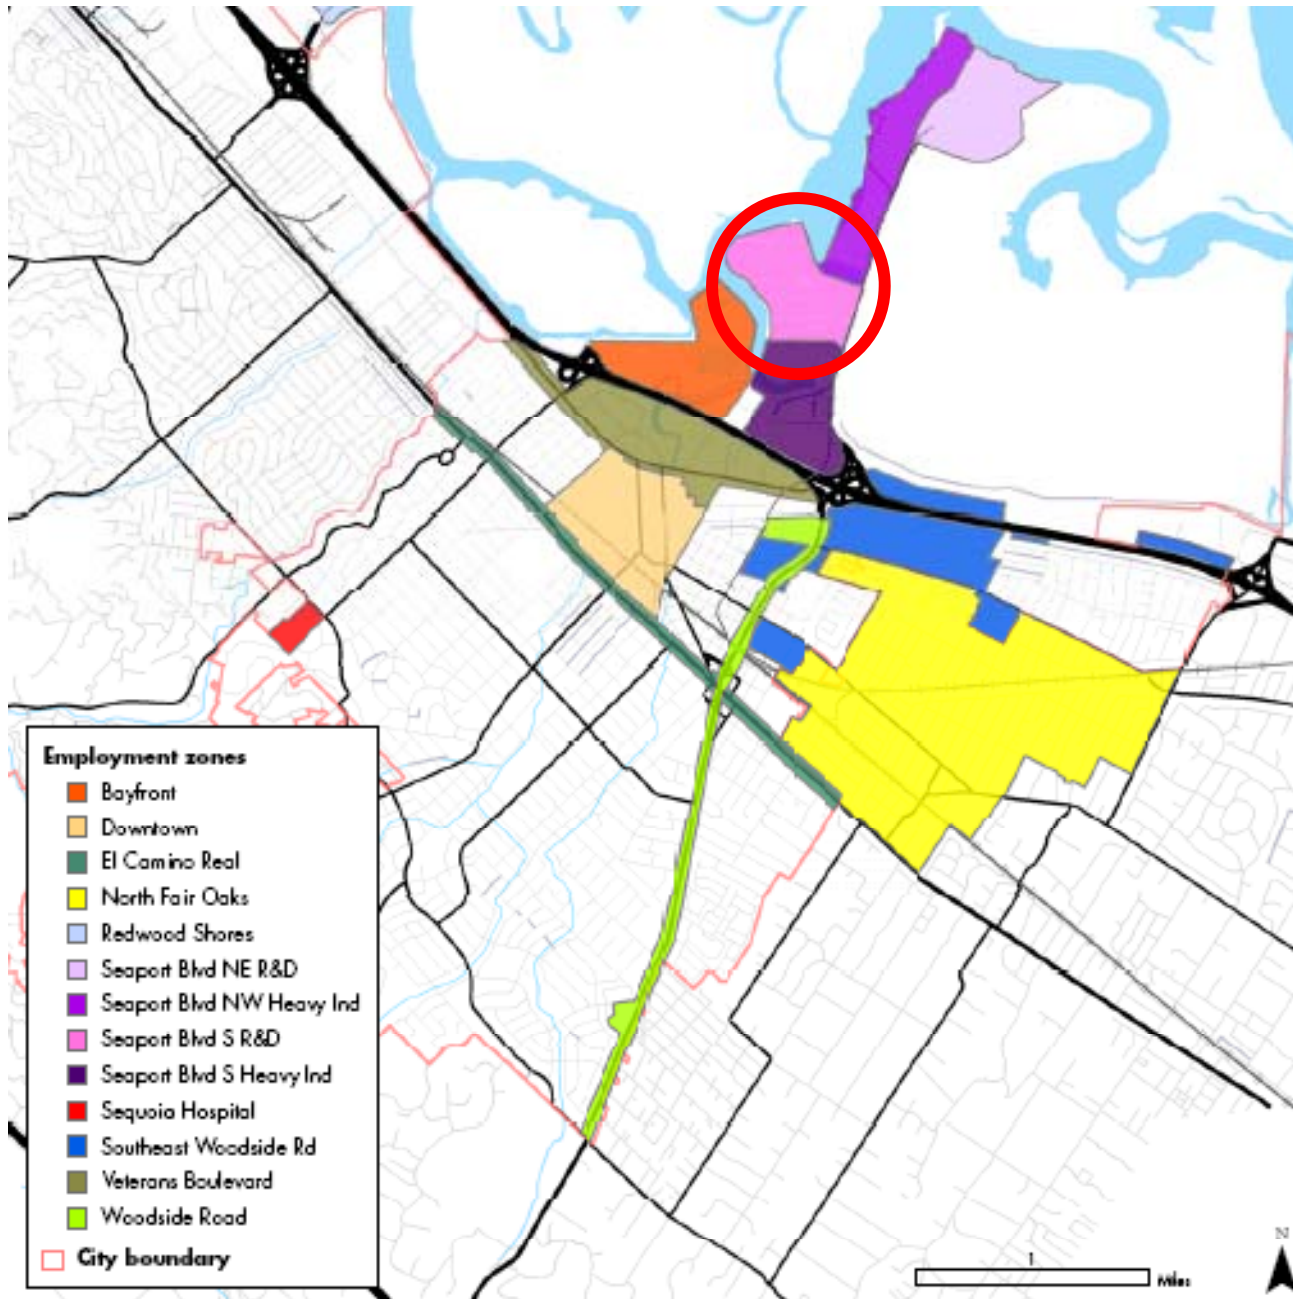 Employment zones
Bayfront
Downtown
El Camino Real
North Fair Oaks
Redwood Shores
Seaport Blvd NE R&D
Seaport Blvd NW Heavy Ind
Seaport Blvd S R&D
Seaport Blvd S Heavy Ind
Sequoia Hospital
Southeast Woodside Rd
Veterans Boulevard
Woodside Road
City boundary
1
Miles
N